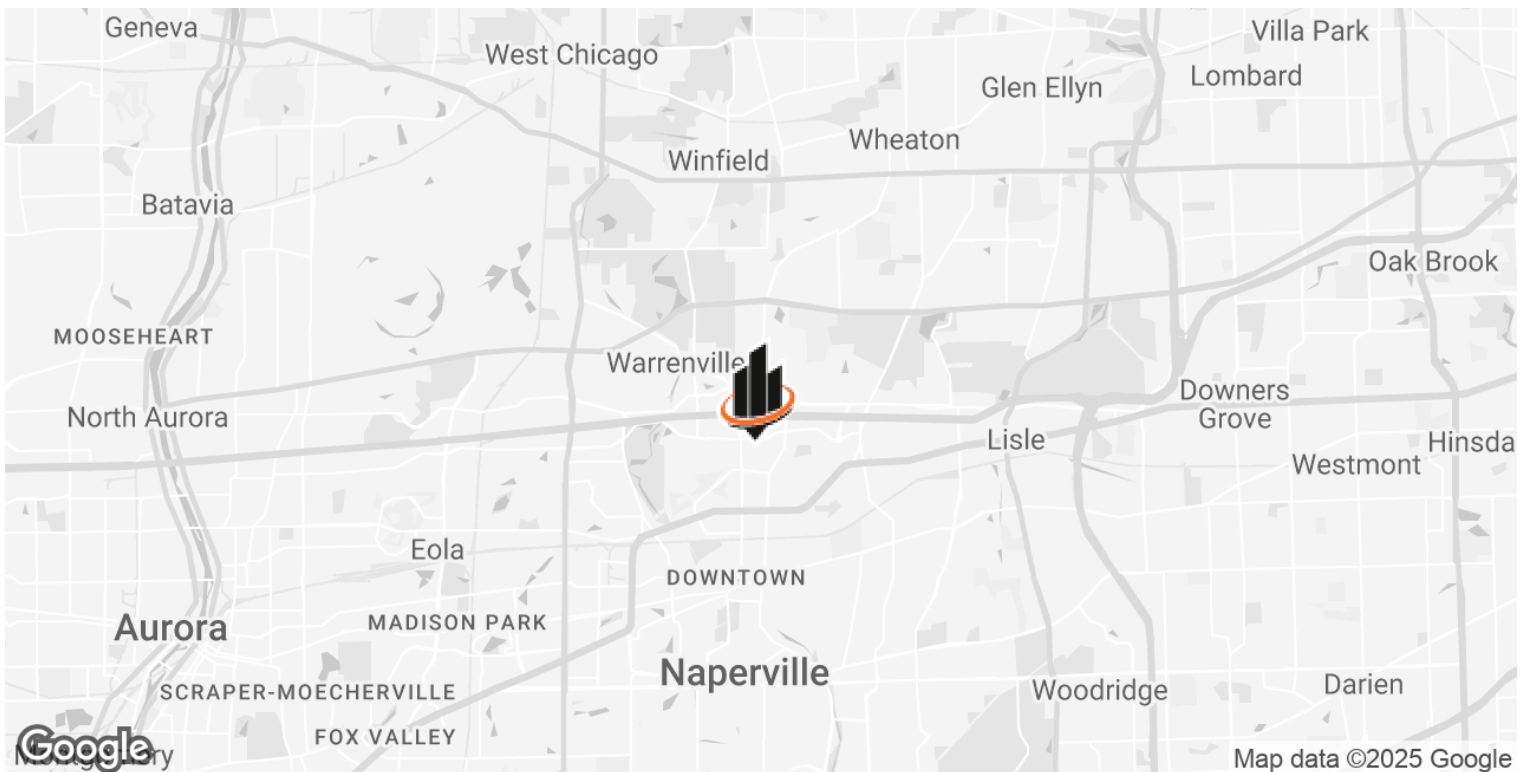 Geneva
Villa Park
West Chicago
Lombard
Glen Ellyn
Wheaton
Winfield
Batavia
Oak Brook
MOOSEHEART
Warrenville
Downers
Grove
North Aurora
Lisle
Hinsda
Westmont
Eola
DOWNTOWN
MADISON PARK
Aurora
Naperville
SCRAPER-MOECHERVILLE
Woodridge
Darien
FOX VALLEY
Google
Map data ©2025 Google